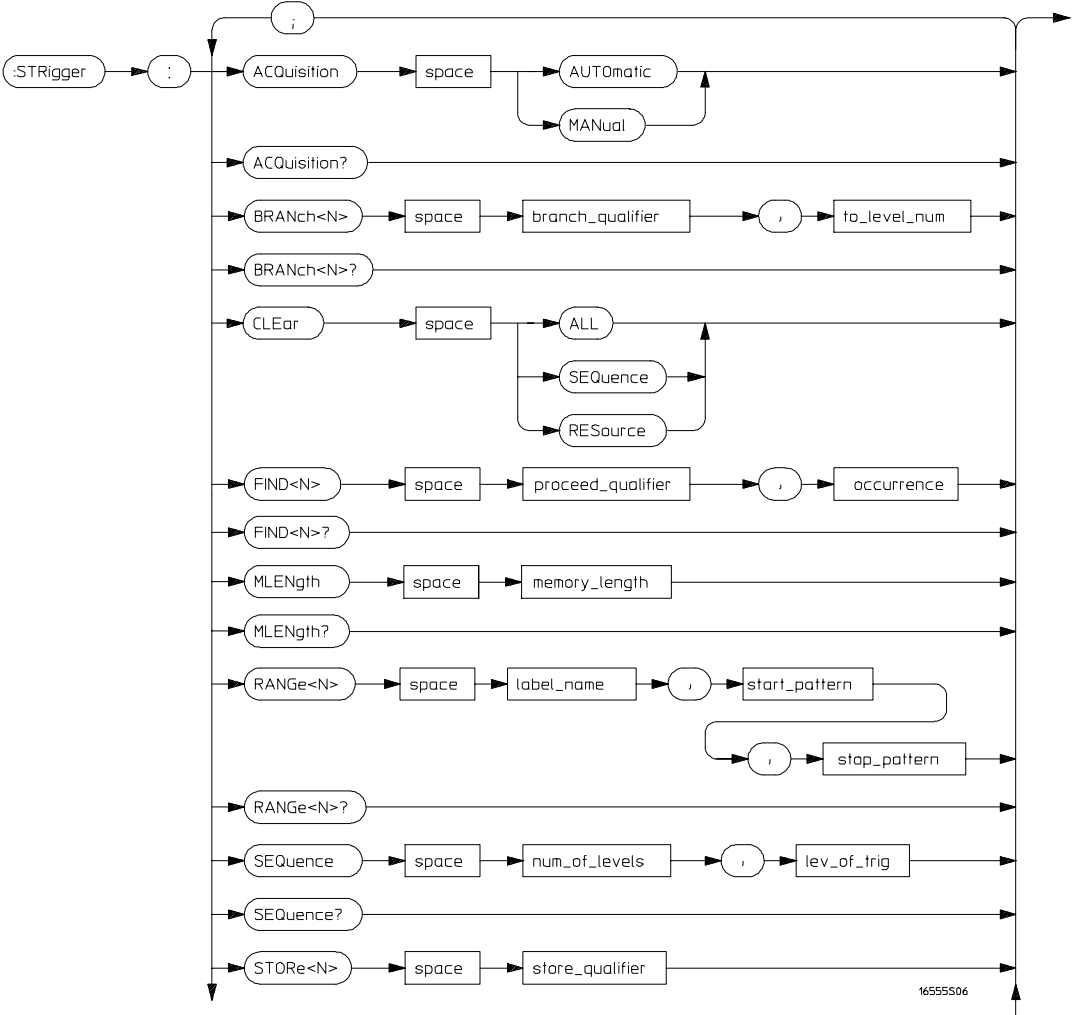 ;
:STRigger : ACQuisition space AUTOmatic
MANual
ACQuisition?
BRANch<N> space branch_qualifier , to_level_num
BRANch<N>?
CLEar space ALL
SEQuence
RESource
FIND<N> space proceed_qualifier , occurrence
FIND<N>?
MLENgth space memory_length
MLENgth?
RANGe<N> space label_name , start_pattern
, stop_pattern
RANGe<N>?
SEQuence space num_of_levels , lev_of_trig
SEQuence?
STORe<N> space store_qualifier
16555S06